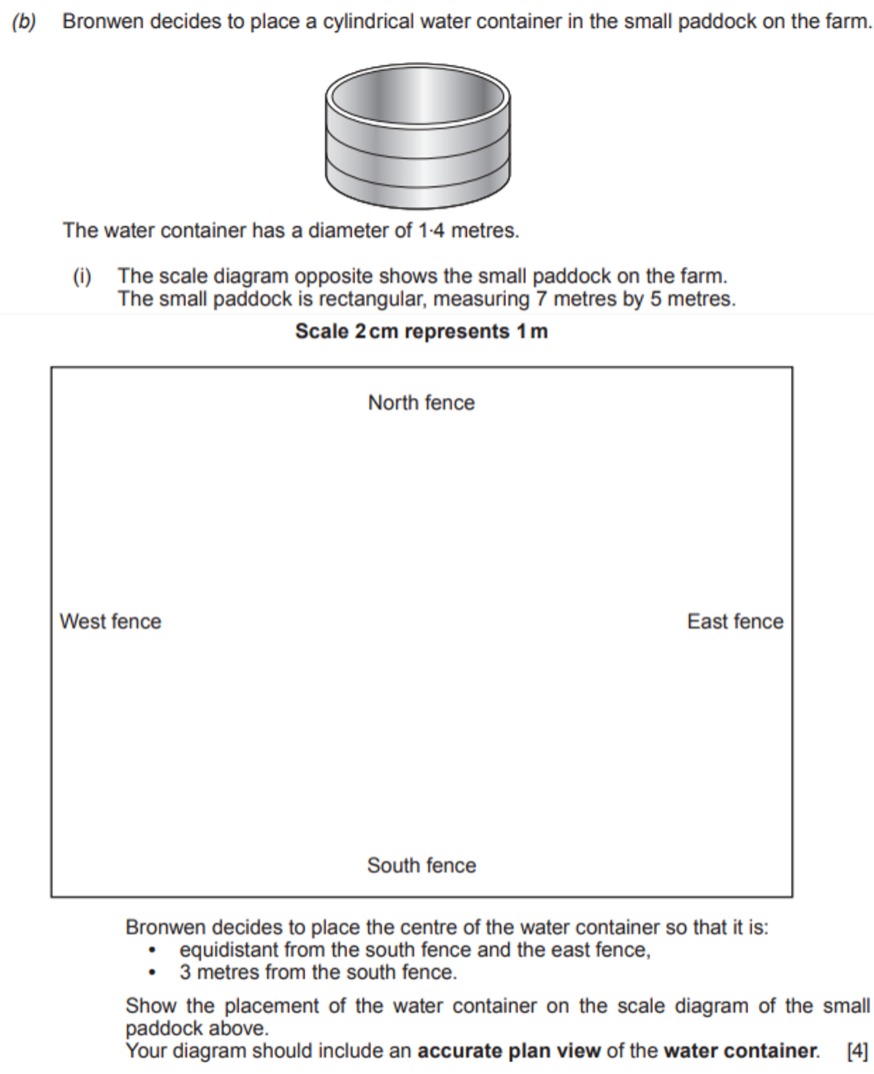 (b) Bronwen decides to place a cylindrical water container in the small paddock on the farm.
The water container has a diameter of 1·4 metres.
(i) The scale diagram opposite shows the small paddock on the farm.
The small paddock is rectangular, measuring 7 metres by 5 metres.
Scale 2 cm represents 1 m
North fence
West fence
East fence
South fence
Bronwen decides to place the centre of the water container so that it is:
• equidistant from the south fence and the east fence,
• 3 metres from the south fence.
Show the placement of the water container on the scale diagram of the small
paddock above.
Your diagram should include an accurate plan view of the water container. [4]